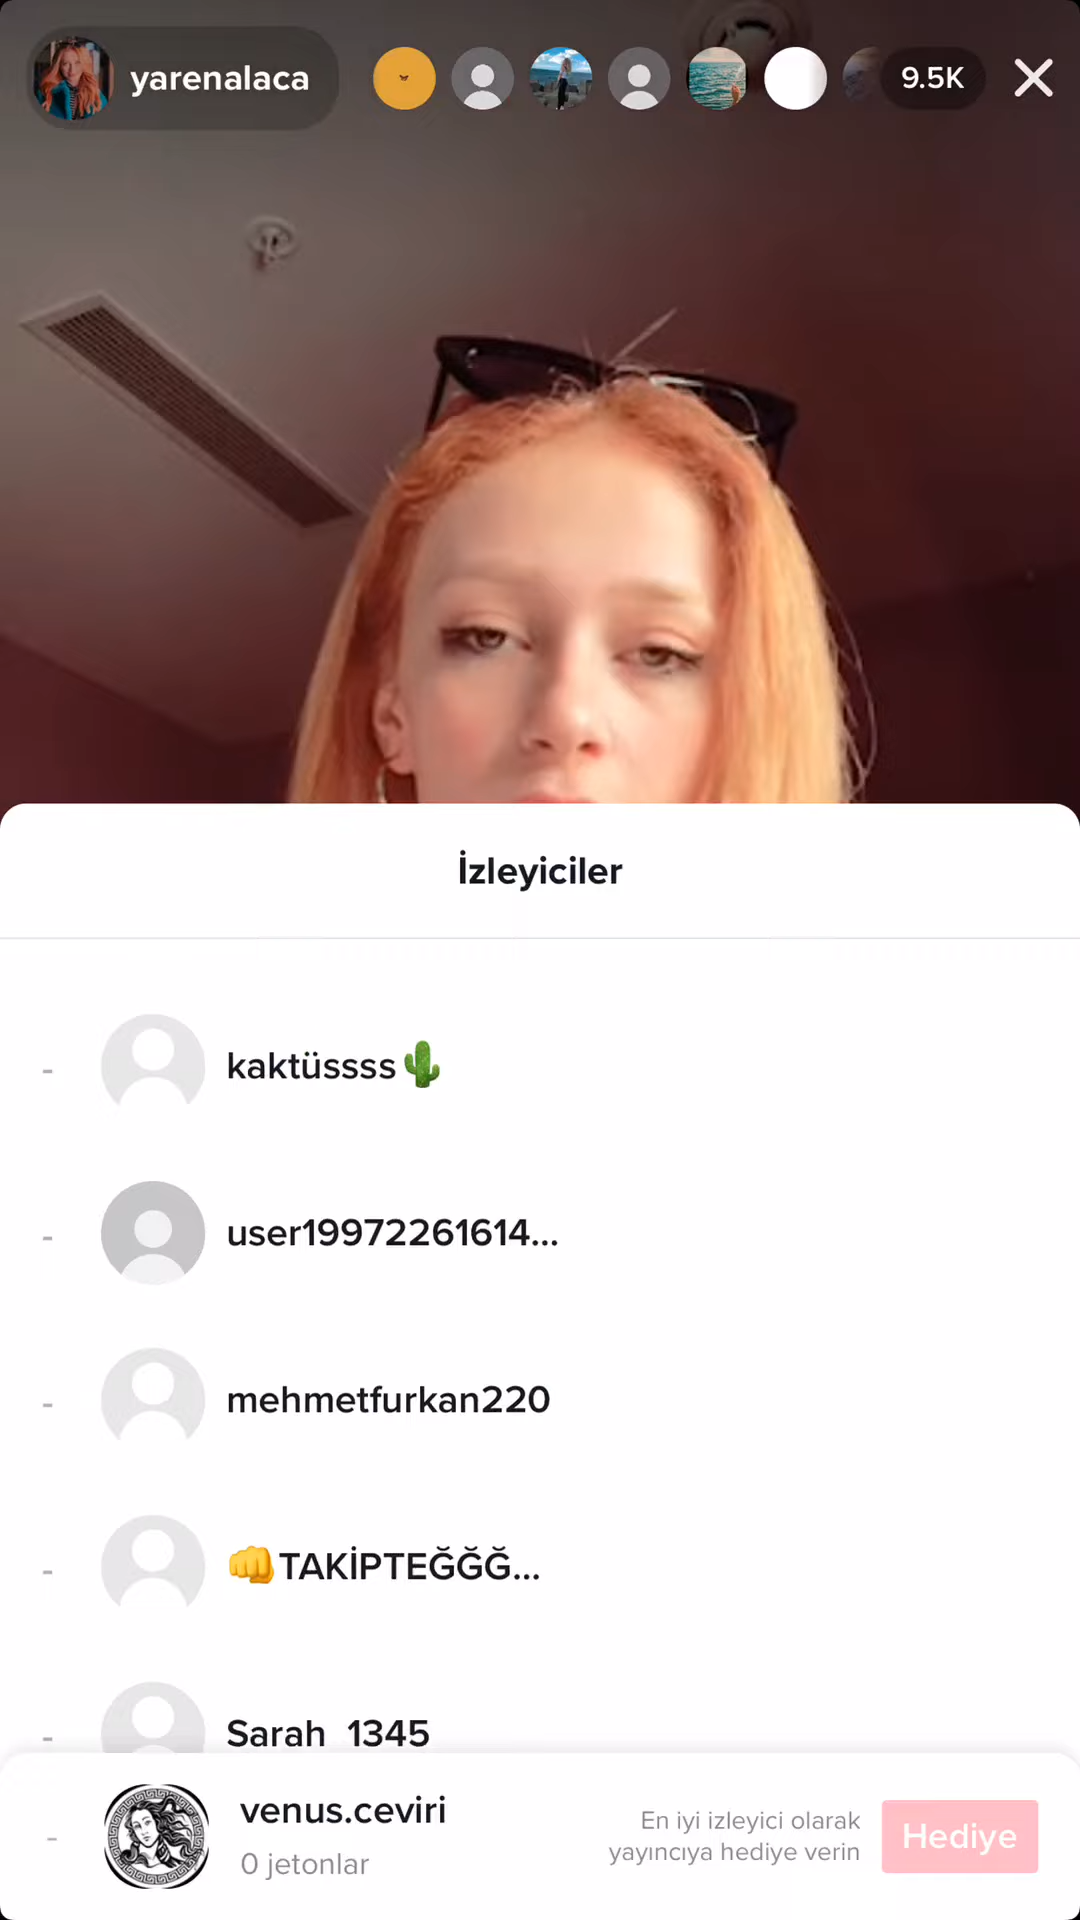 yarenalaca
9.5K
İzleyiciler
- kaktüssss🌵
- user19972261614...
- mehmetfurkan220
- 👊TAKİPTEĞĞĞ...
- Sarah_1345
- venus.ceviri
0 jetonlar
En iyi izleyici olarak
yayıncıya hediye verin
Hediye